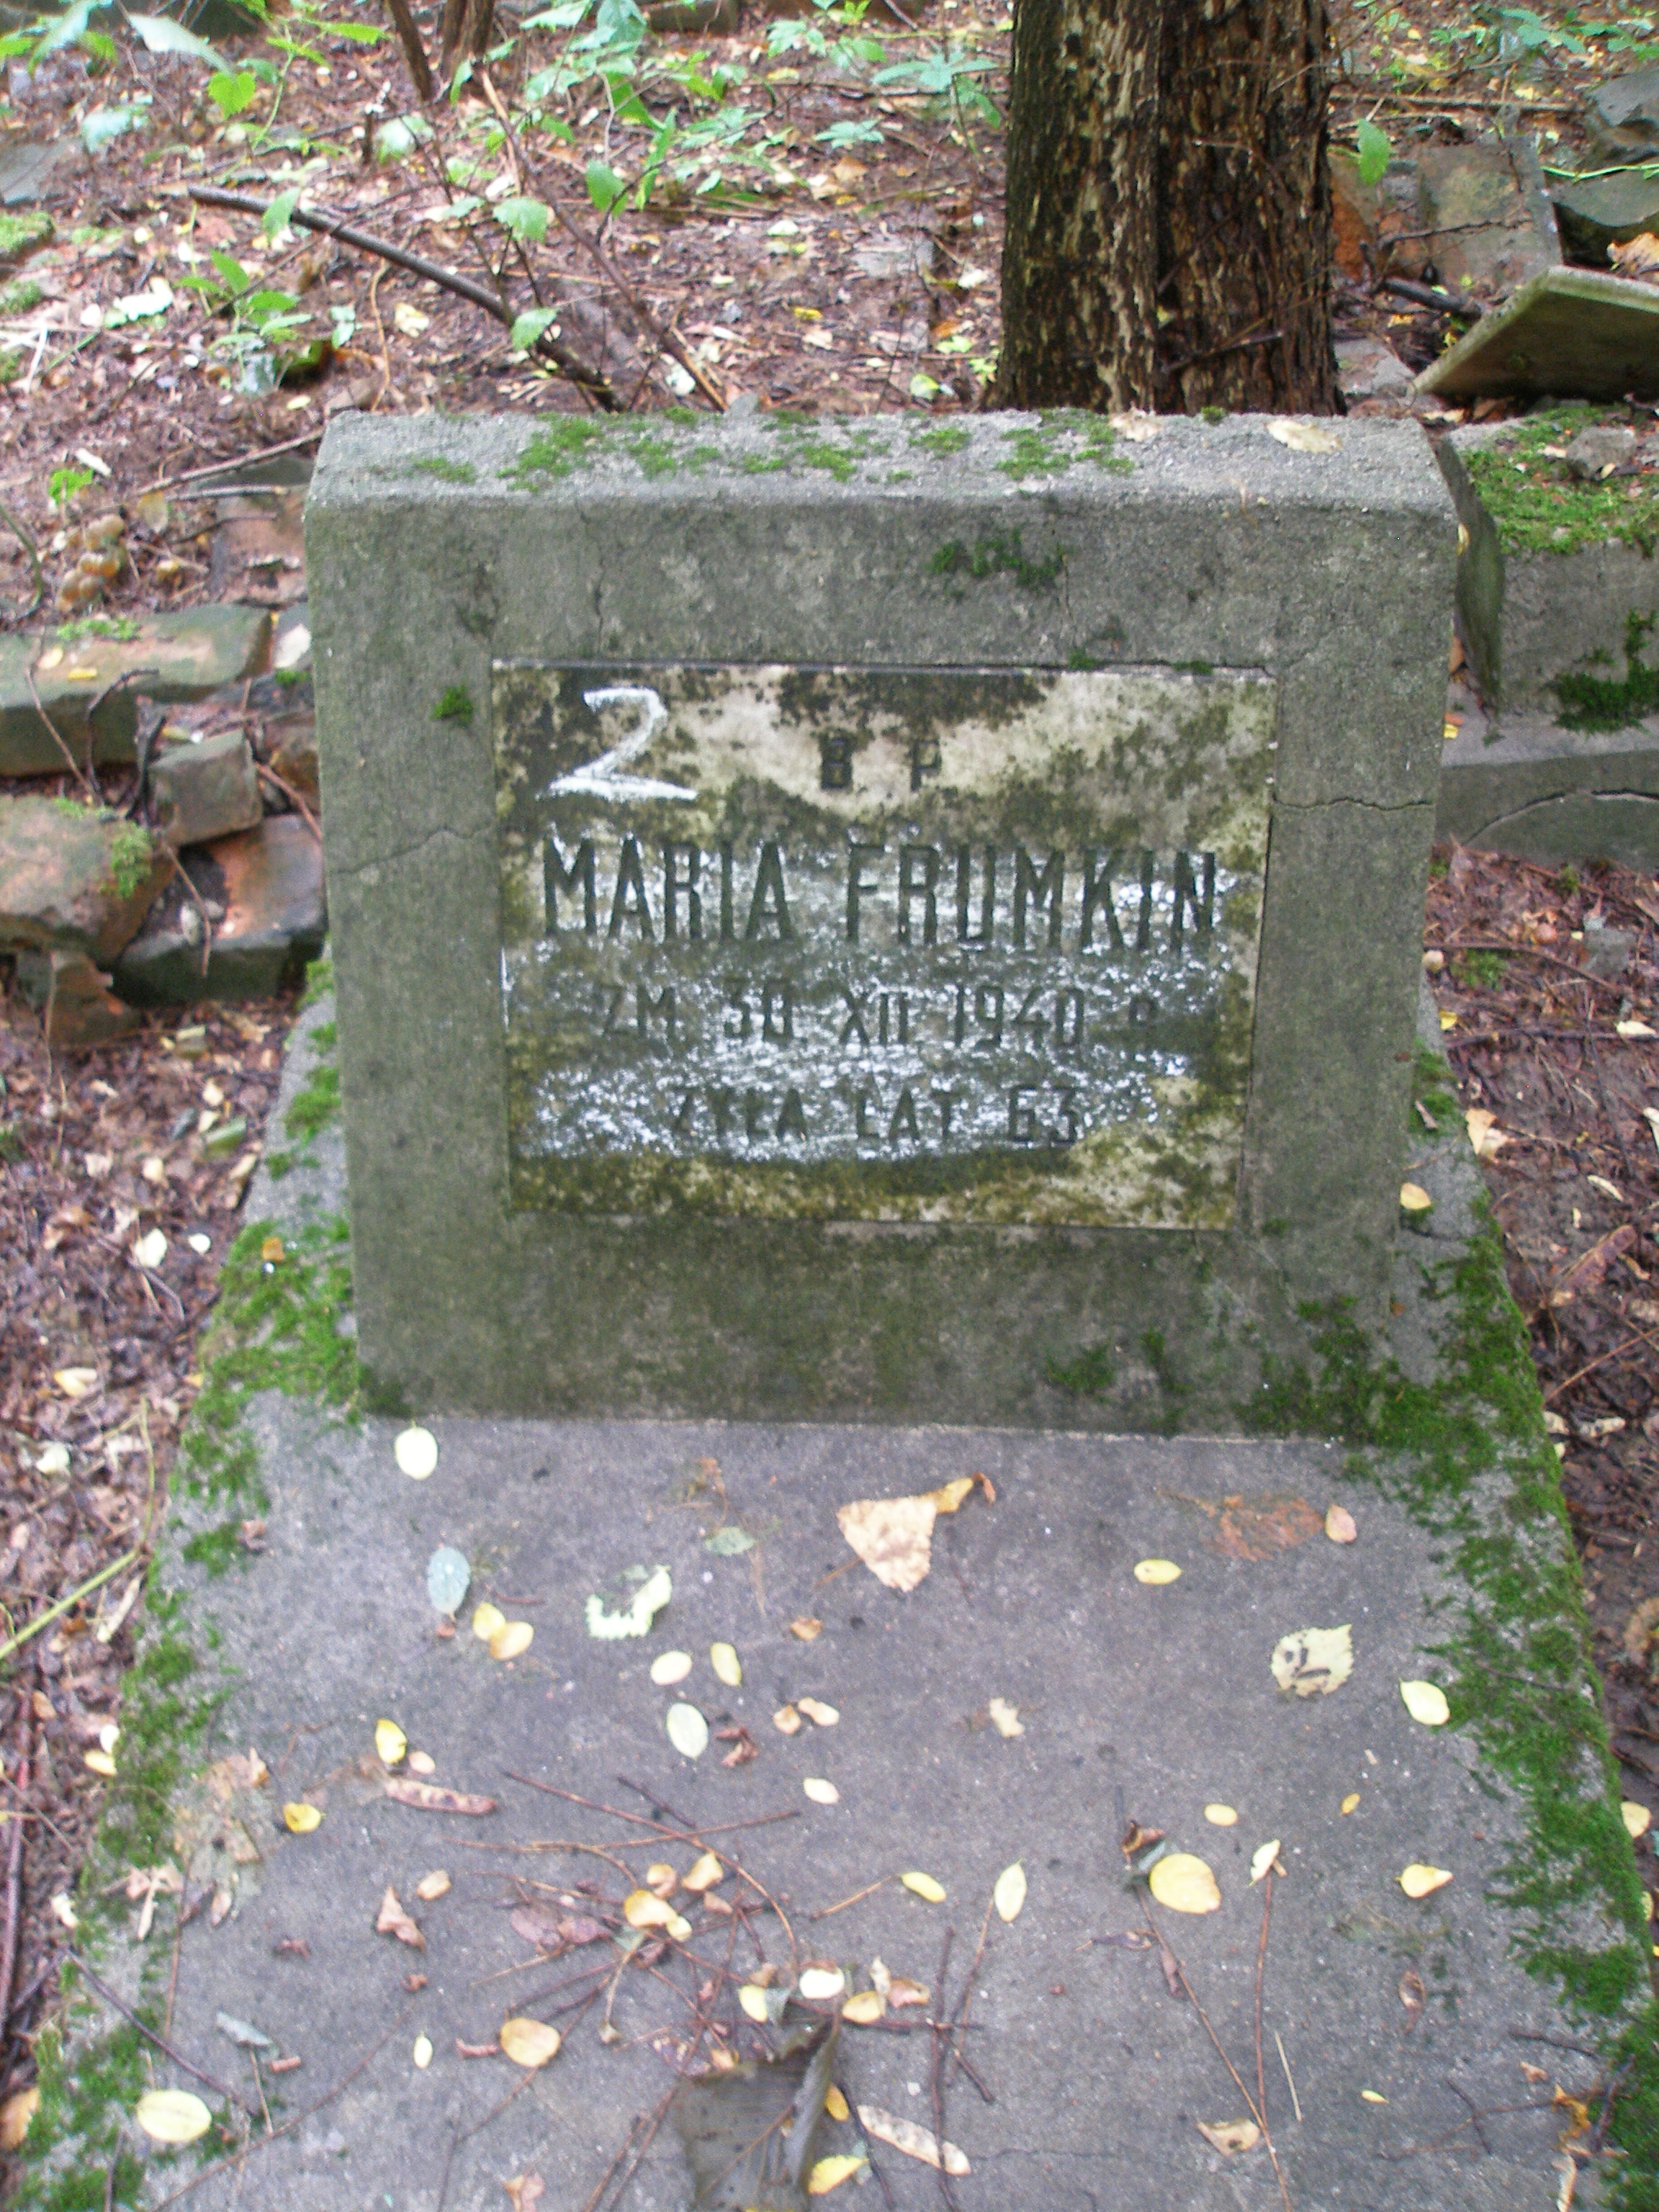 2
B P
MARIA FRUMKIN
ZM. 30 XII 1940 R
ŻYŁA LAT 63